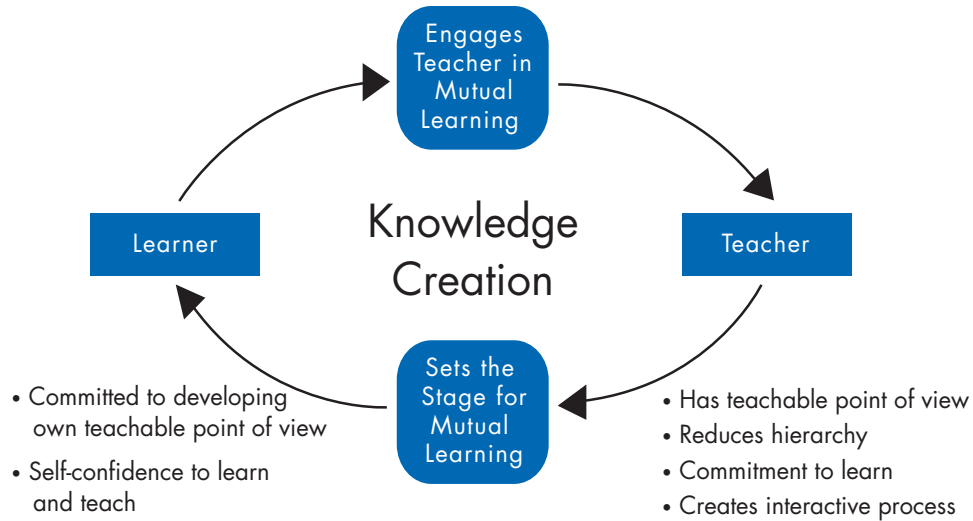 Engages
Teacher in
Mutual
Learning
Knowledge
Creation
Learner
Teacher
Sets the
Stage for
Mutual
Learning
• Committed to developing
own teachable point of view
• Self-confidence to learn
and teach
• Has teachable point of view
• Reduces hierarchy
• Commitment to learn
• Creates interactive process